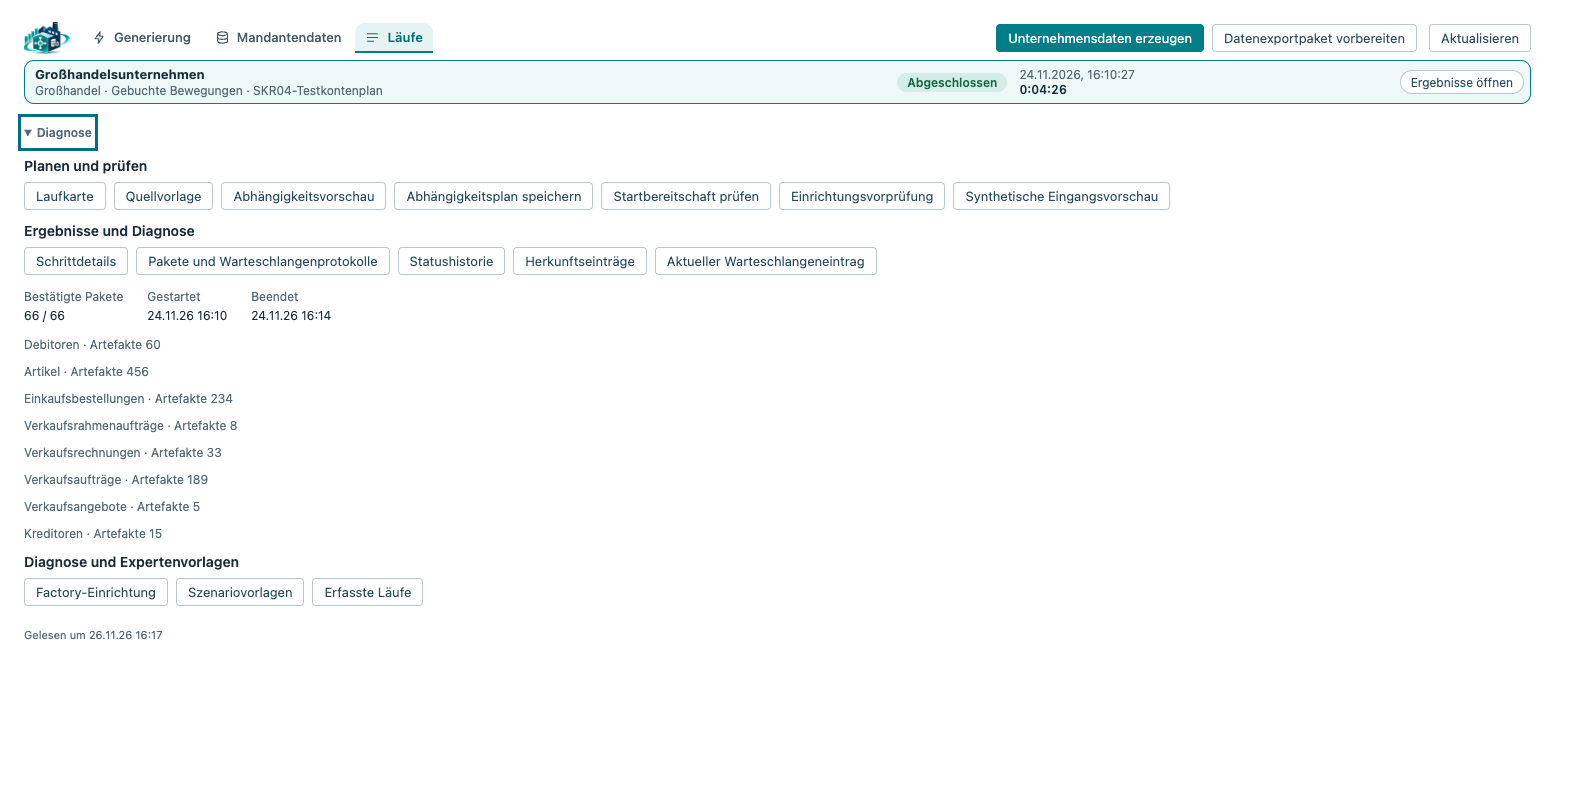 Generierung
Mandantendaten
Läufe
Unternehmensdaten erzeugen
Datenexportpaket vorbereiten
Aktualisieren
Großhandelsunternehmen
Großhandel · Gebuchte Bewegungen · SKR04-Testkontenplan
Abgeschlossen
24.11.2026, 16:10:27
0:04:26
Ergebnisse öffnen
Diagnose
Planen und prüfen
Laufkarte
Quellvorlage
Abhängigkeitsvorschau
Abhängigkeitsplan speichern
Startbereitschaft prüfen
Einrichtungsvorprüfung
Synthetische Eingangsvorschau
Ergebnisse und Diagnose
Schrittdetails
Pakete und Warteschlangenprotokolle
Statushistorie
Herkunftseinträge
Aktueller Warteschlangeneintrag
Bestätigte Pakete
66 / 66
Gestartet
24.11.26 16:10
Beendet
24.11.26 16:14
Debitoren · Artefakte 60
Artikel · Artefakte 456
Einkaufsbestellungen · Artefakte 234
Verkaufsrahmenaufträge · Artefakte 8
Verkaufsrechnungen · Artefakte 33
Verkaufsaufträge · Artefakte 189
Verkaufsangebote · Artefakte 5
Kreditoren · Artefakte 15
Diagnose und Expertenvorlagen
Factory-Einrichtung
Szenariovorlagen
Erfasste Läufe
Gelesen um 26.11.26 16:17